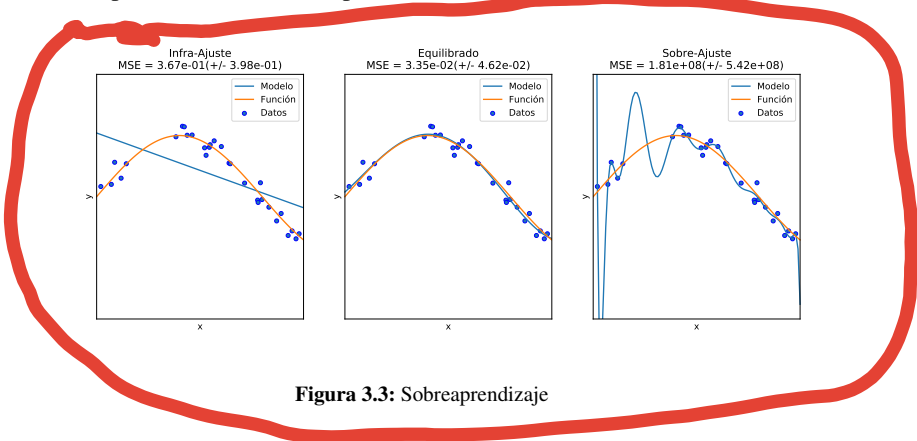 Infra-Ajuste
MSE = 3.67e-01(+/- 3.98e-01)
Modelo
Función
Datos
y
x
Equilibrado
MSE = 3.35e-02(+/- 4.62e-02)
Modelo
Función
Datos
y
x
Sobre-Ajuste
MSE = 1.81e+08(+/- 5.42e+08)
Modelo
Función
Datos
y
x
Figura 3.3: Sobreaprendizaje